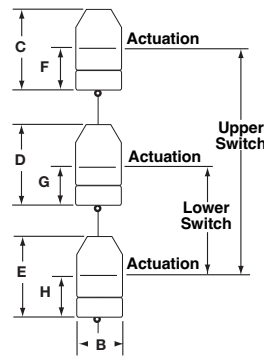 C
F
Actuation
Upper
Switch
D
G
Actuation
Lower
Switch
E
H
Actuation
B